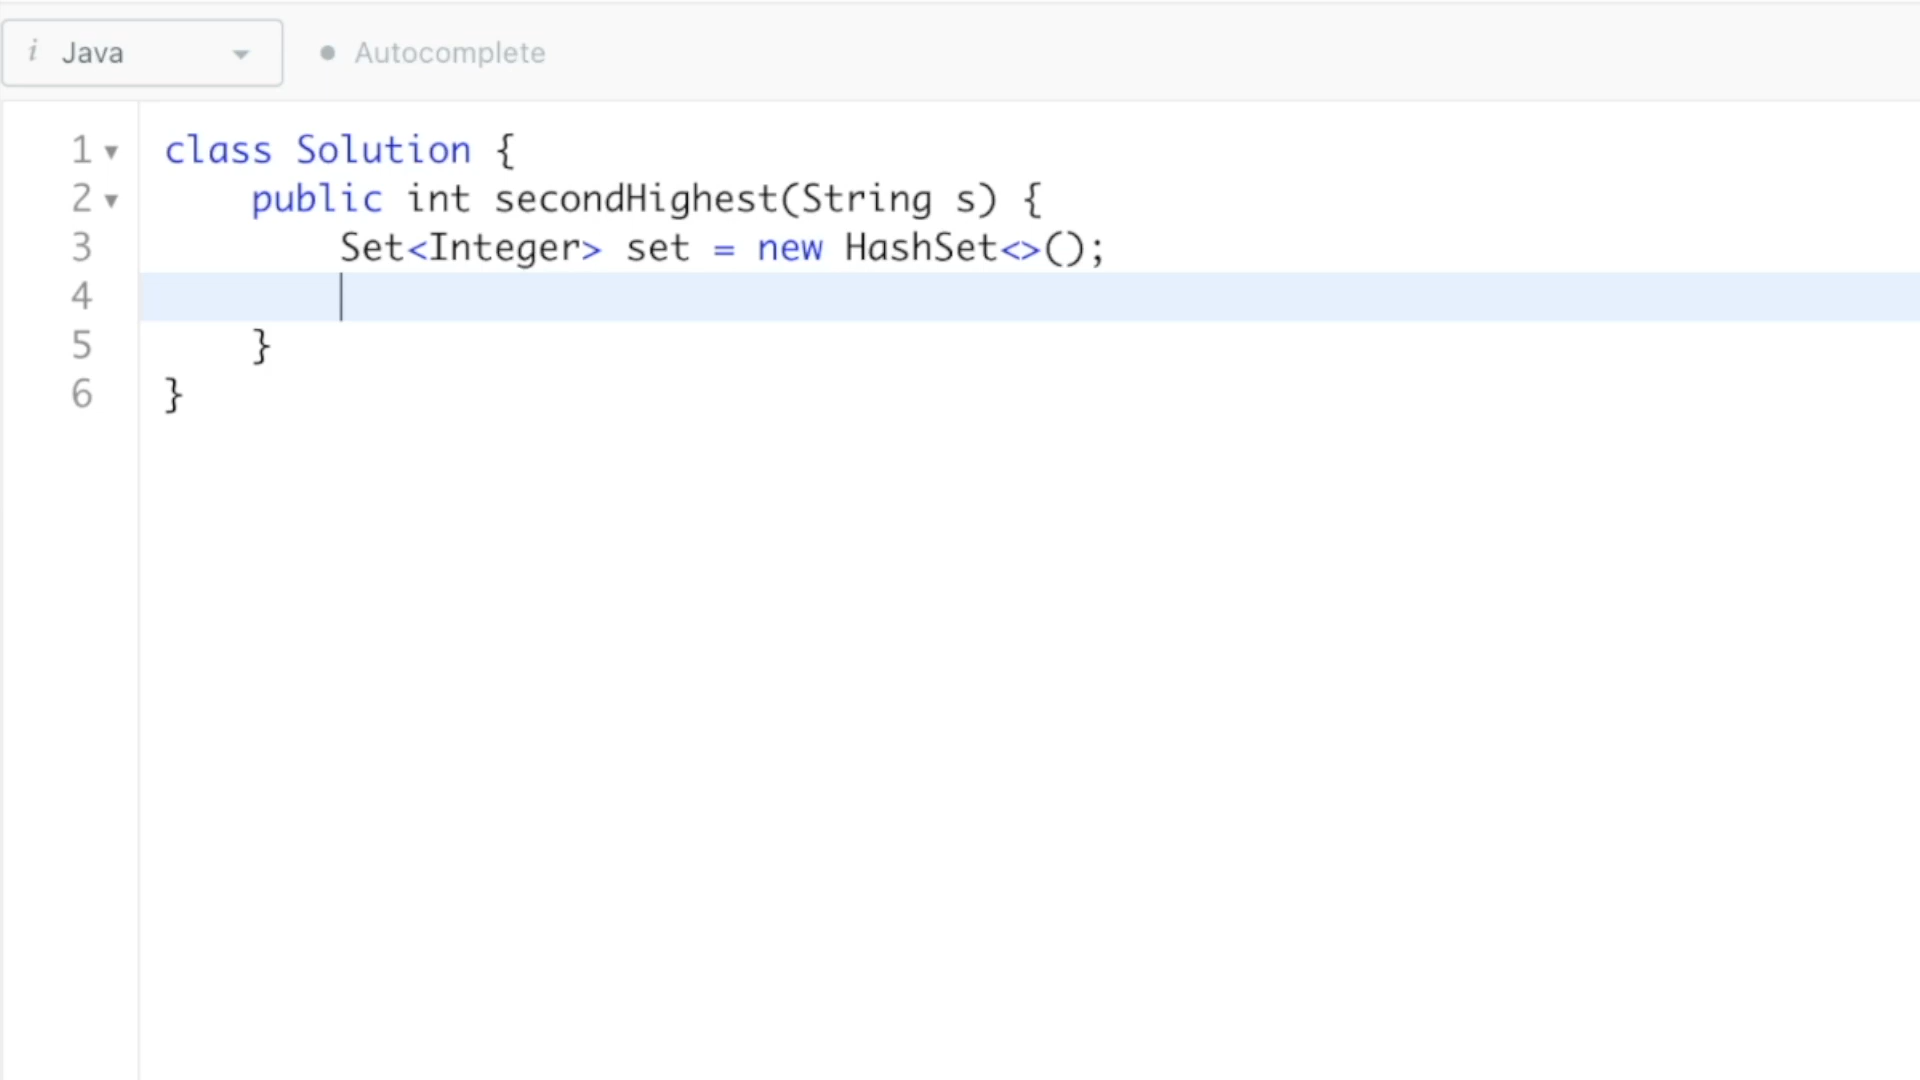 i Java Autocomplete
1 class Solution {
2 public int secondHighest(String s) {
3 Set<Integer> set = new HashSet<>();
4
5 }
6 }